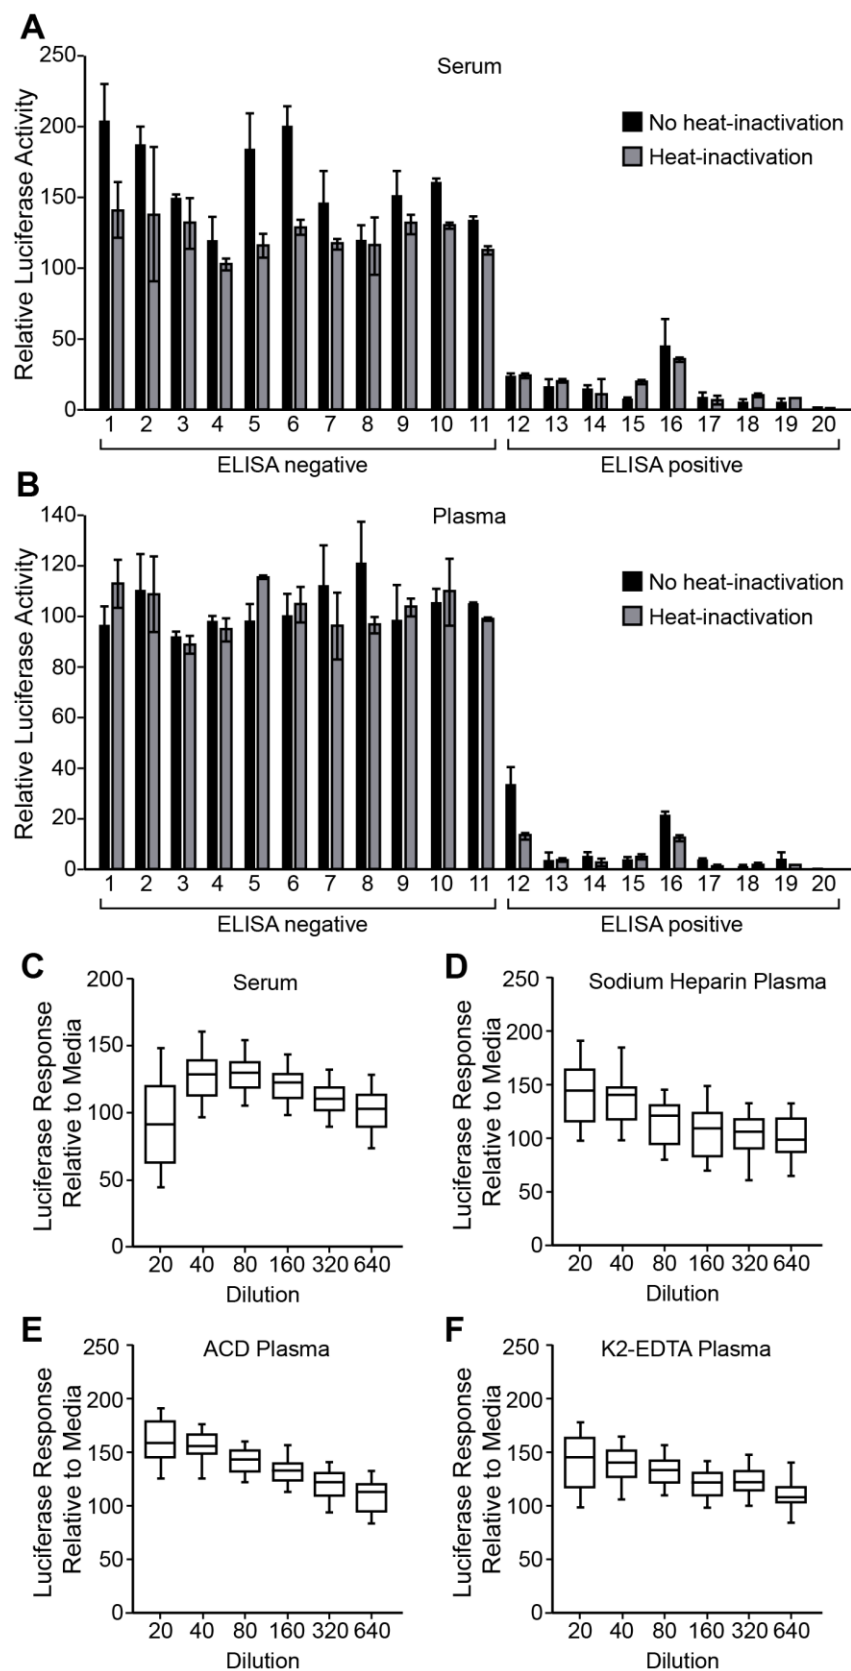 A
Serum
Relative Luciferase Activity
250
200
150
100
50
0
No heat-inactivation
Heat-inactivation
1 2 3 4 5 6 7 8 9 10 11 12 13 14 15 16 17 18 19 20
ELISA negative ELISA positive
B
Plasma
Relative Luciferase Activity
140
120
100
80
60
40
20
0
No heat-inactivation
Heat-inactivation
1 2 3 4 5 6 7 8 9 10 11 12 13 14 15 16 17 18 19 20
ELISA negative ELISA positive
C
Serum
Luciferase Response
Relative to Media
200
150
100
50
0
20 40 80 160 320 640
Dilution
D
Sodium Heparin Plasma
Luciferase Response
Relative to Media
250
200
150
100
50
0
20 40 80 160 320 640
Dilution
E
ACD Plasma
Luciferase Response
Relative to Media
250
200
150
100
50
0
20 40 80 160 320 640
Dilution
F
K2-EDTA Plasma
Luciferase Response
Relative to Media
250
200
150
100
50
0
20 40 80 160 320 640
Dilution